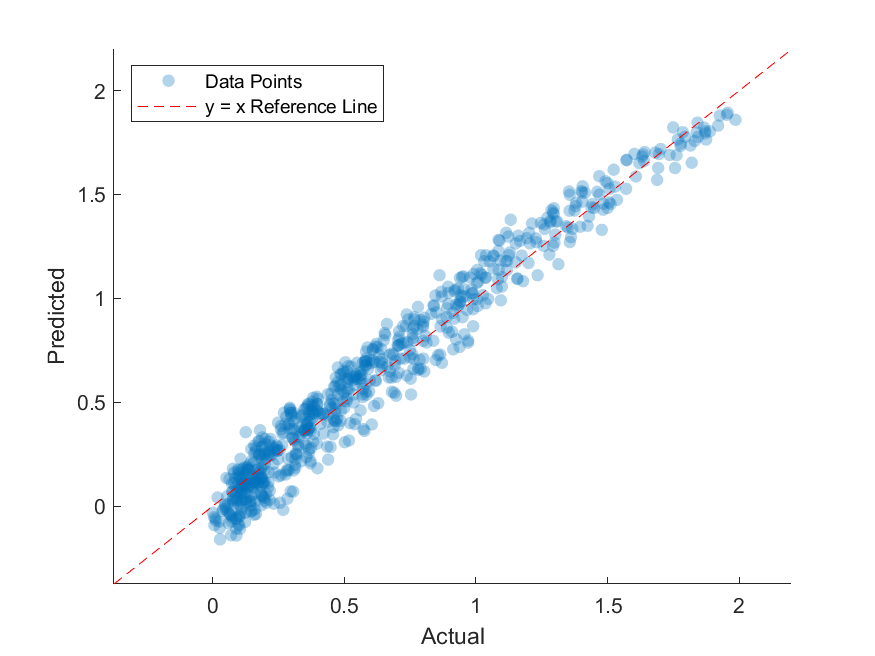 Data Points
y = x Reference Line
2
1.5
1
0.5
0
Predicted
0
0.5
1
1.5
2
Actual